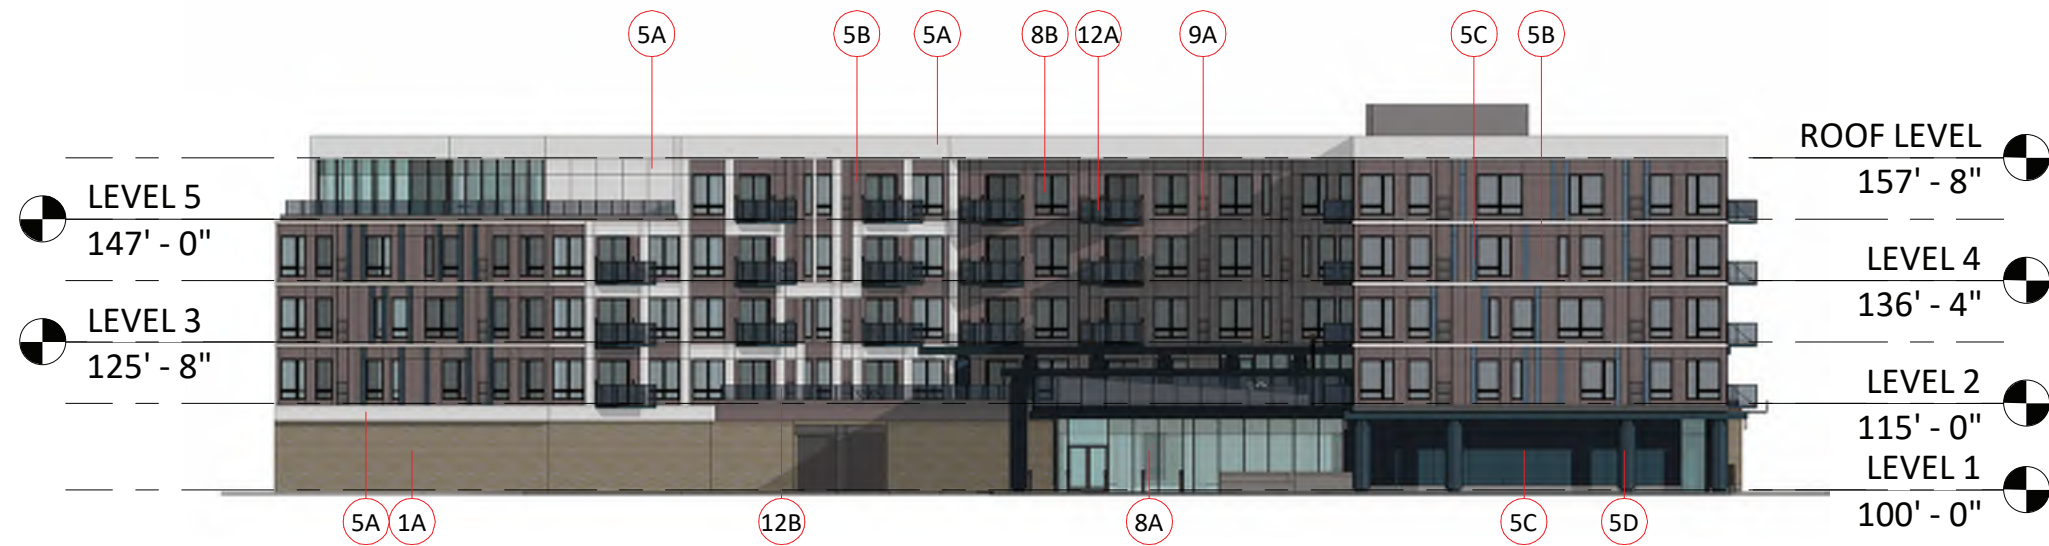 5A 5B 5A 8B 12A 9A 5C 5B
ROOF LEVEL
157' - 8"
LEVEL 5
147' - 0"
LEVEL 4
136' - 4"
LEVEL 3
125' - 8"
LEVEL 2
115' - 0"
LEVEL 1
100' - 0"
5A 1A 12B 8A 5C 5D